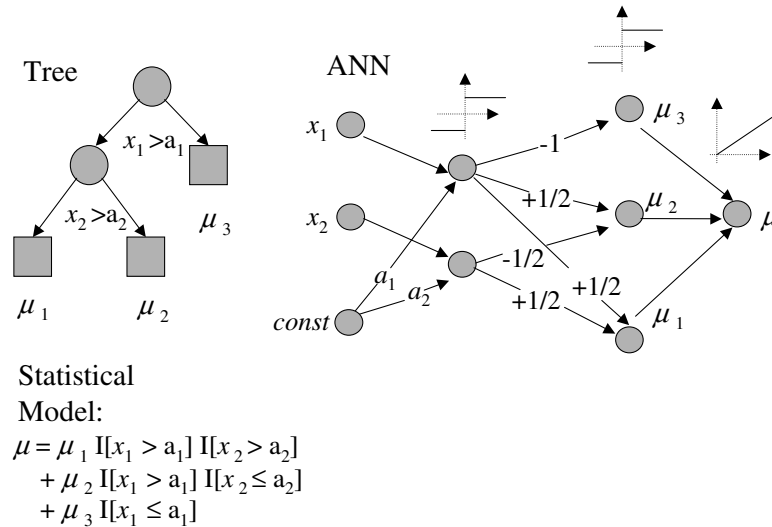 Tree
x₁>a₁
x₂>a₂
μ₃
μ₁
μ₂
ANN
x₁
x₂
const
a₁
a₂
-1
+1/2
-1/2
+1/2
+1/2
μ₃
μ₂
μ₁
μ
Statistical
Model:
μ = μ₁ I[x₁ > a₁] I[x₂ > a₂]
+ μ₂ I[x₁ > a₁] I[x₂ ≤ a₂]
+ μ₃ I[x₁ ≤ a₁]